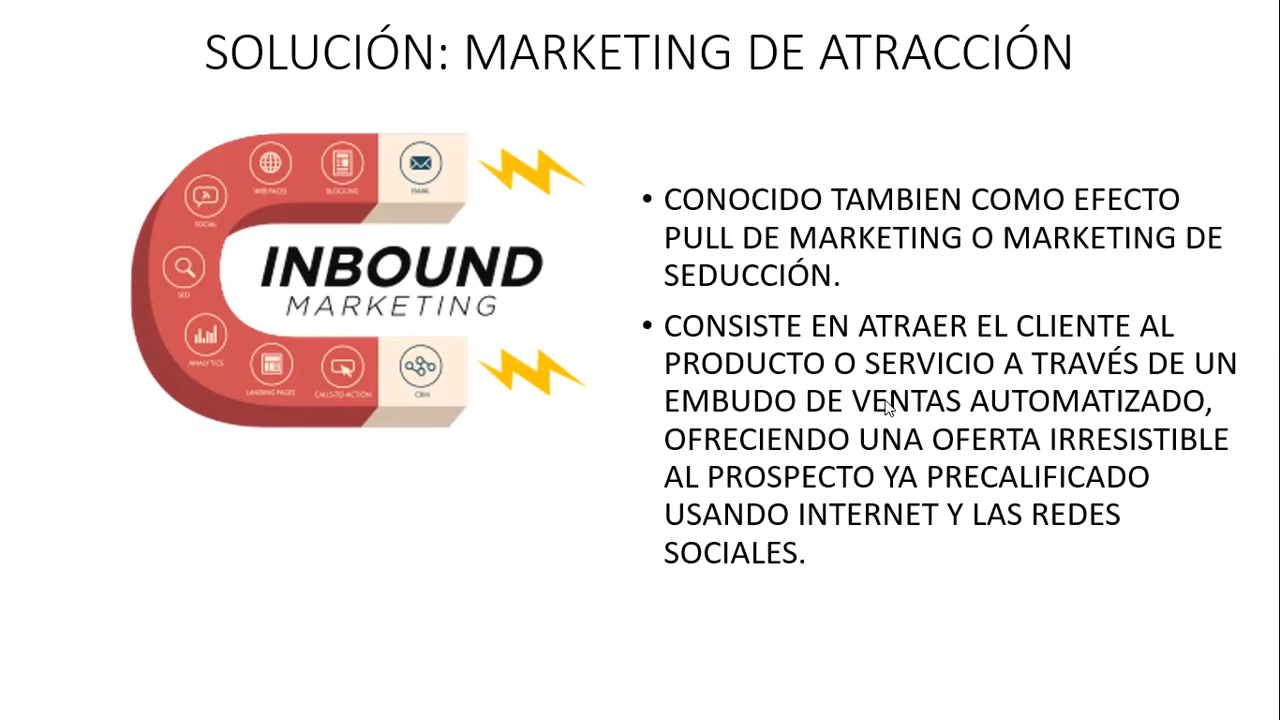 SOLUCIÓN: MARKETING DE ATRACCIÓN
WEB PAGES
BLOGGING
EMAIL
SOCIAL
SEO
ANALYTICS
LANDING PAGES
CALLS-TO-ACTION
CRM
INBOUND
MARKETING
• CONOCIDO TAMBIEN COMO EFECTO
PULL DE MARKETING O MARKETING DE
SEDUCCIÓN.
• CONSISTE EN ATRAER EL CLIENTE AL
PRODUCTO O SERVICIO A TRAVÉS DE UN
EMBUDO DE VENTAS AUTOMATIZADO,
OFRECIENDO UNA OFERTA IRRESISTIBLE
AL PROSPECTO YA PRECALIFICADO
USANDO INTERNET Y LAS REDES
SOCIALES.